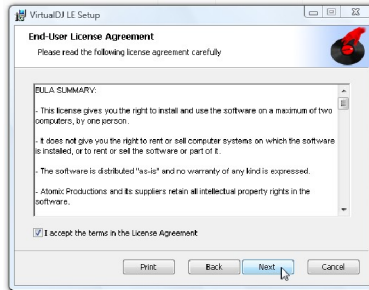 VirtualDJ LE Setup
End-User License Agreement
Please read the following license agreement carefully
EULA SUMMARY:
- This license gives you the right to install and use the software on a maximum of two
computers, by one person.
- It does not give you the right to rent or sell computer systems on which the software
is installed, or to rent or sell the software or part of it.
- The software is distributed "as-is" and no warranty of any kind is expressed.
- Atomix Productions and its suppliers retain all intellectual property rights in the
software.
I accept the terms in the License Agreement
Print Back Next Cancel